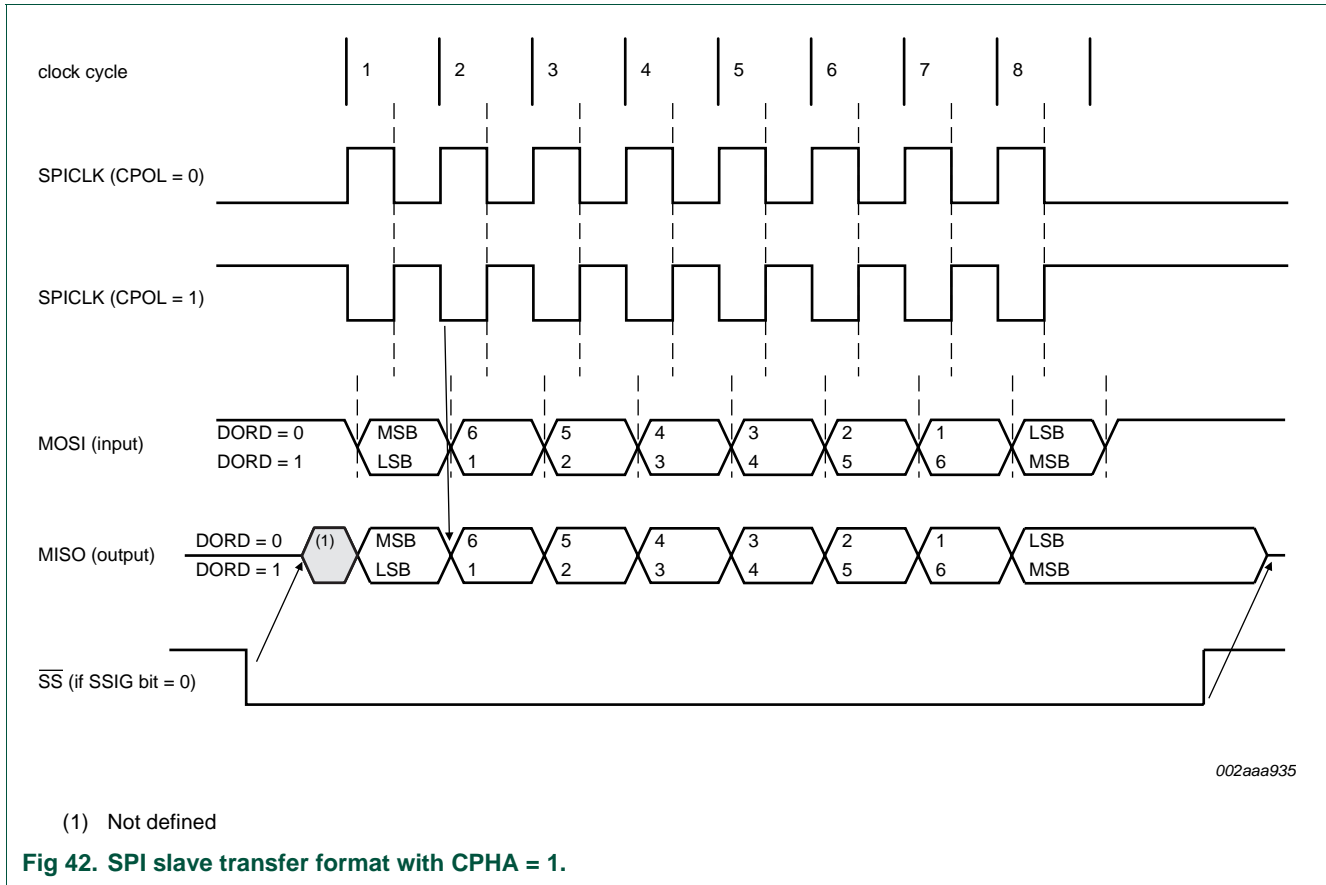 clock cycle 1 2 3 4 5 6 7 8
SPICLK (CPOL = 0)
SPICLK (CPOL = 1)
MOSI (input) DORD = 0 MSB 6 5 4 3 2 1 LSB
DORD = 1 LSB 1 2 3 4 5 6 MSB
MISO (output) DORD = 0 (1) MSB 6 5 4 3 2 1 LSB
DORD = 1 LSB 1 2 3 4 5 6 MSB
S̅S̅ (if SSIG bit = 0)
002aaa935
(1) Not defined
Fig 42. SPI slave transfer format with CPHA = 1.